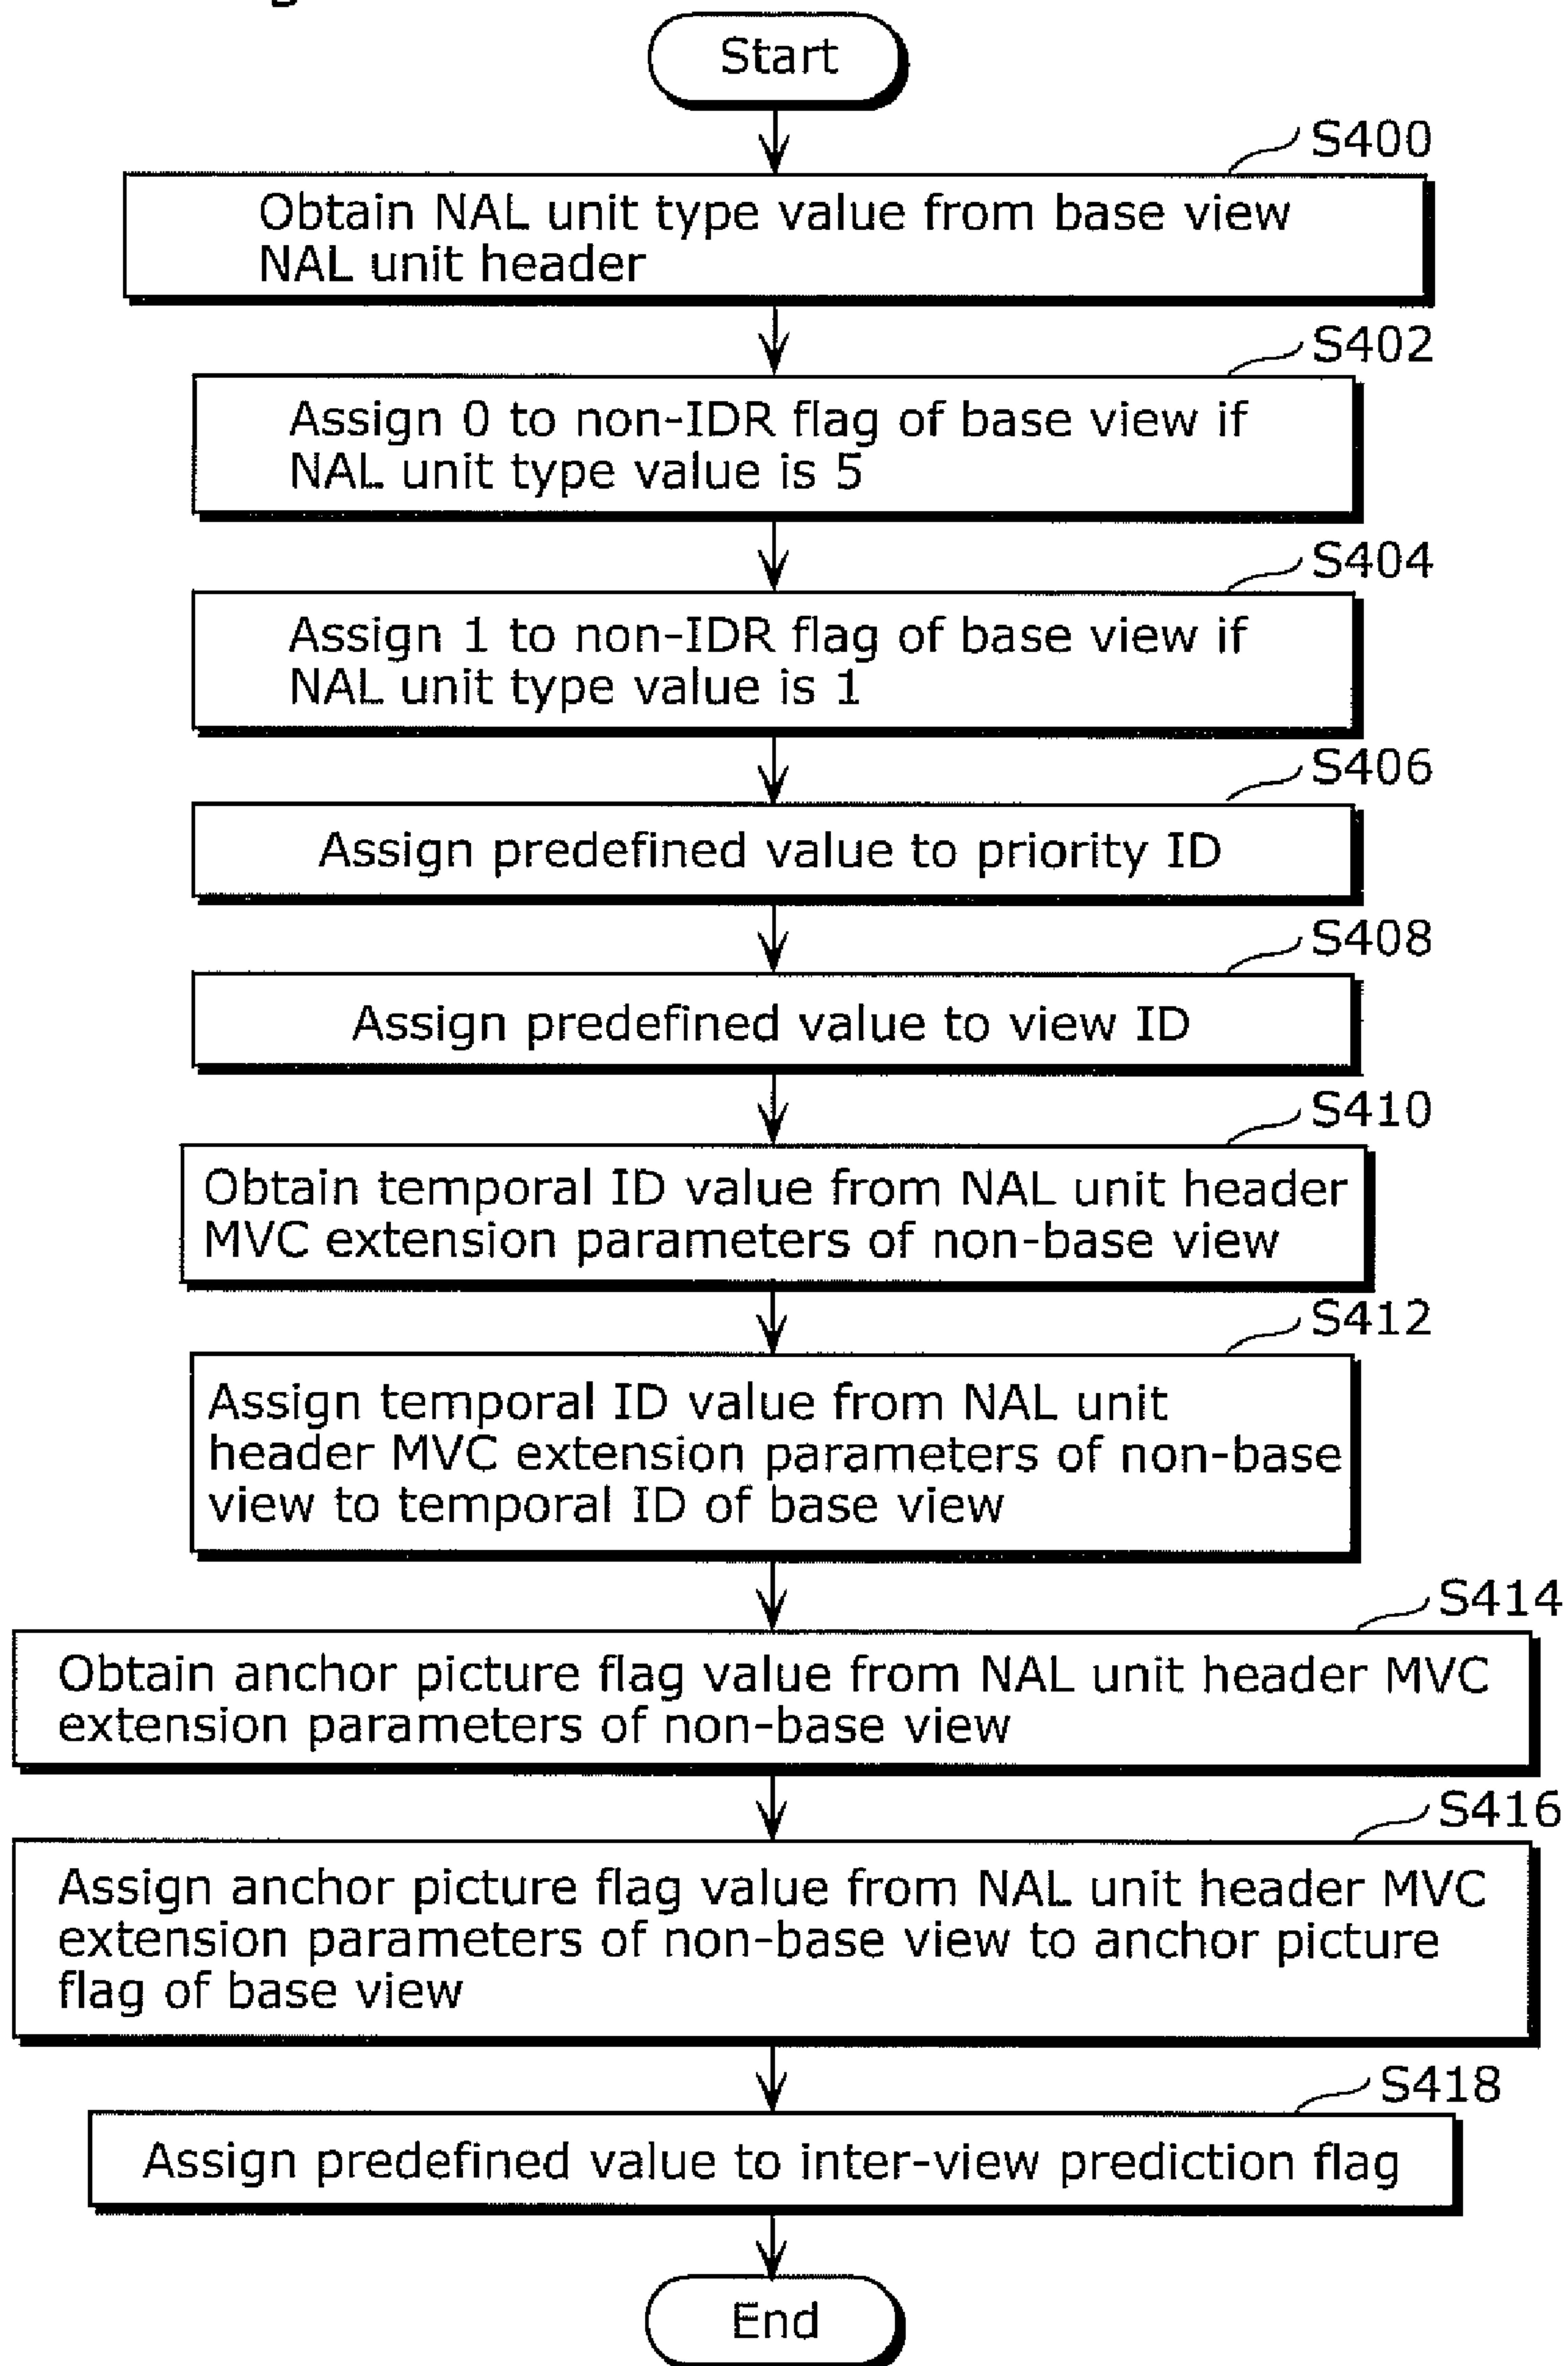 Start
S400
Obtain NAL unit type value from base view
NAL unit header
S402
Assign 0 to non-IDR flag of base view if
NAL unit type value is 5
S404
Assign 1 to non-IDR flag of base view if
NAL unit type value is 1
S406
Assign predefined value to priority ID
S408
Assign predefined value to view ID
S410
Obtain temporal ID value from NAL unit header
MVC extension parameters of non-base view
S412
Assign temporal ID value from NAL unit
header MVC extension parameters of non-base
view to temporal ID of base view
S414
Obtain anchor picture flag value from NAL unit header MVC
extension parameters of non-base view
S416
Assign anchor picture flag value from NAL unit header MVC
extension parameters of non-base view to anchor picture
flag of base view
S418
Assign predefined value to inter-view prediction flag
End